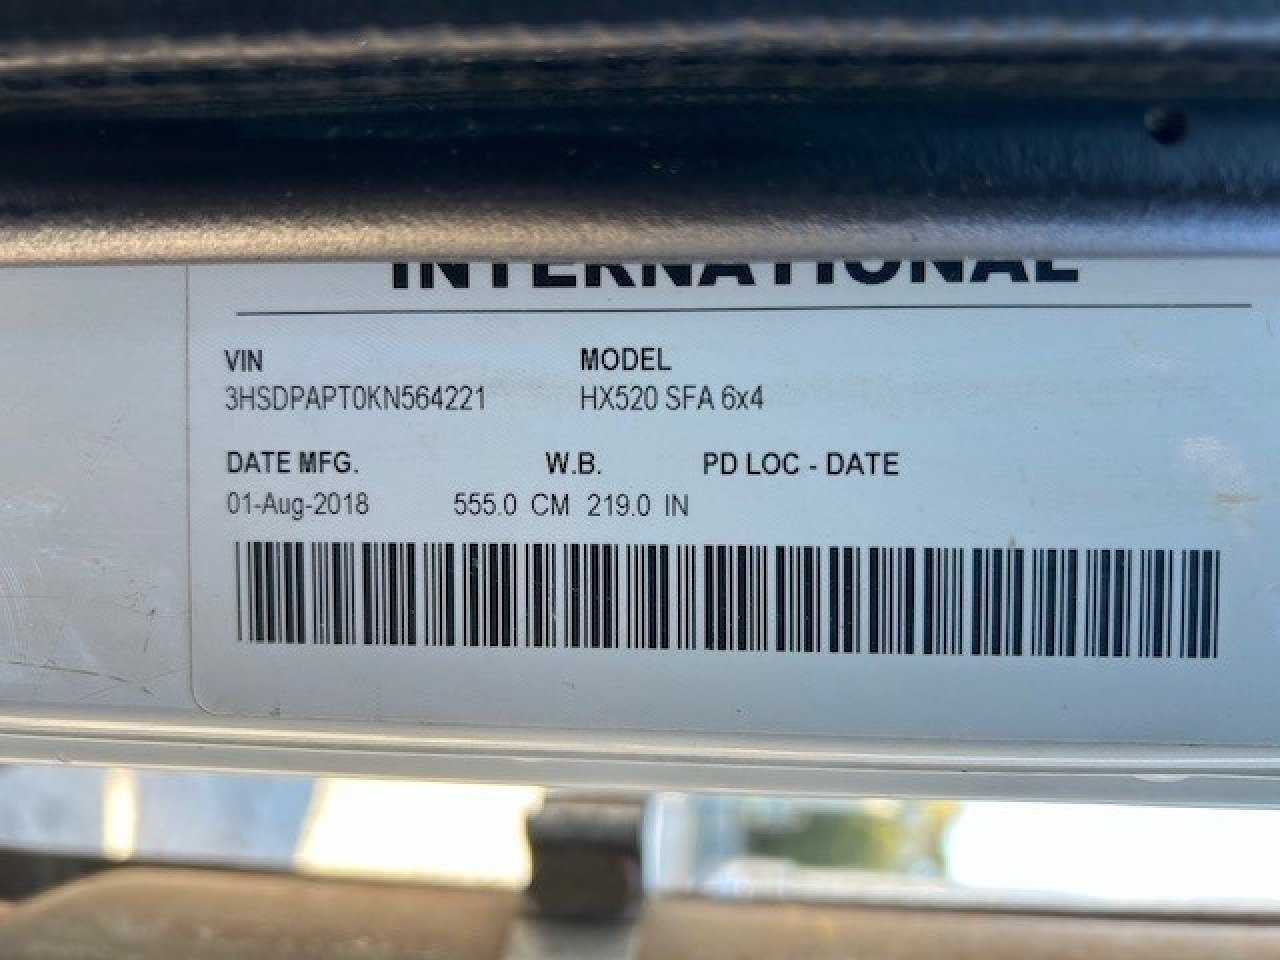 INTERNATIONAL
VIN MODEL
3HSDPAPT0KN564221 HX520 SFA 6x4
DATE MFG. W.B. PD LOC - DATE
01-Aug-2018 555.0 CM 219.0 IN